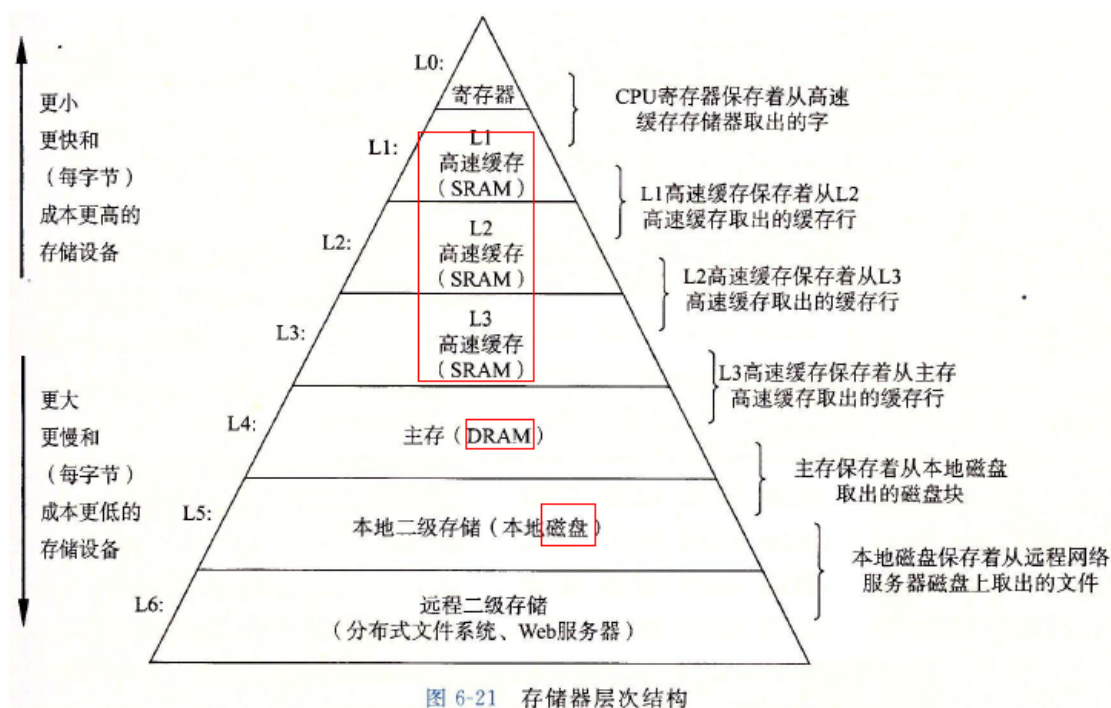 更小
更快和
（每字节）
成本更高的
存储设备
更大
更慢和
（每字节）
成本更低的
存储设备
L0:
寄存器
L1:
L1
高速缓存
（SRAM）
L2:
L2
高速缓存
（SRAM）
L3:
L3
高速缓存
（SRAM）
L4:
主存（DRAM）
L5:
本地二级存储（本地磁盘）
L6:
远程二级存储
（分布式文件系统、Web服务器）
CPU寄存器保存着从高速
缓存存储器取出的字
L1高速缓存保存着从L2
高速缓存取出的缓存行
L2高速缓存保存着从L3
高速缓存取出的缓存行
L3高速缓存保存着从主存
高速缓存取出的缓存行
主存保存着从本地磁盘
取出的磁盘块
本地磁盘保存着从远程网络
服务器磁盘上取出的文件
图 6-21 存储器层次结构